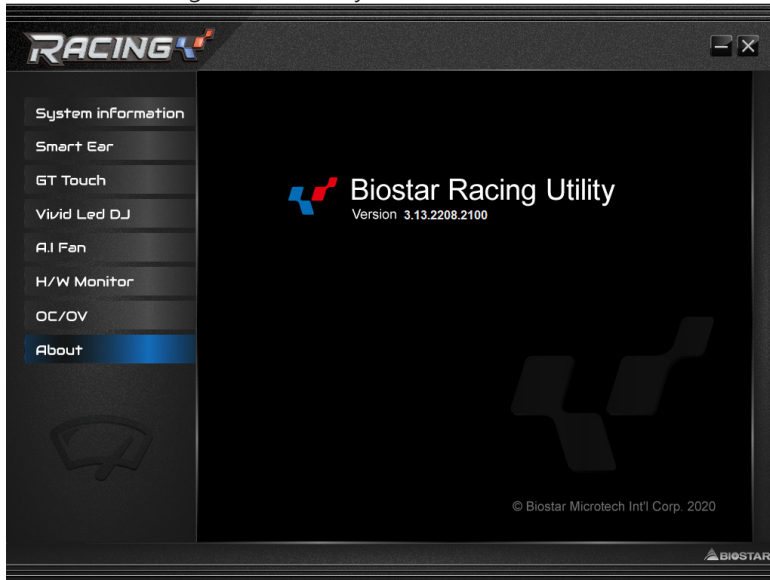 RACING
System information
Smart Ear
GT Touch
Vivid Led DJ
A.I Fan
H/W Monitor
OC/OV
About
Biostar Racing Utility
Version 3.13.2208.2100
© Biostar Microtech Int'l Corp. 2020
BIOSTAR